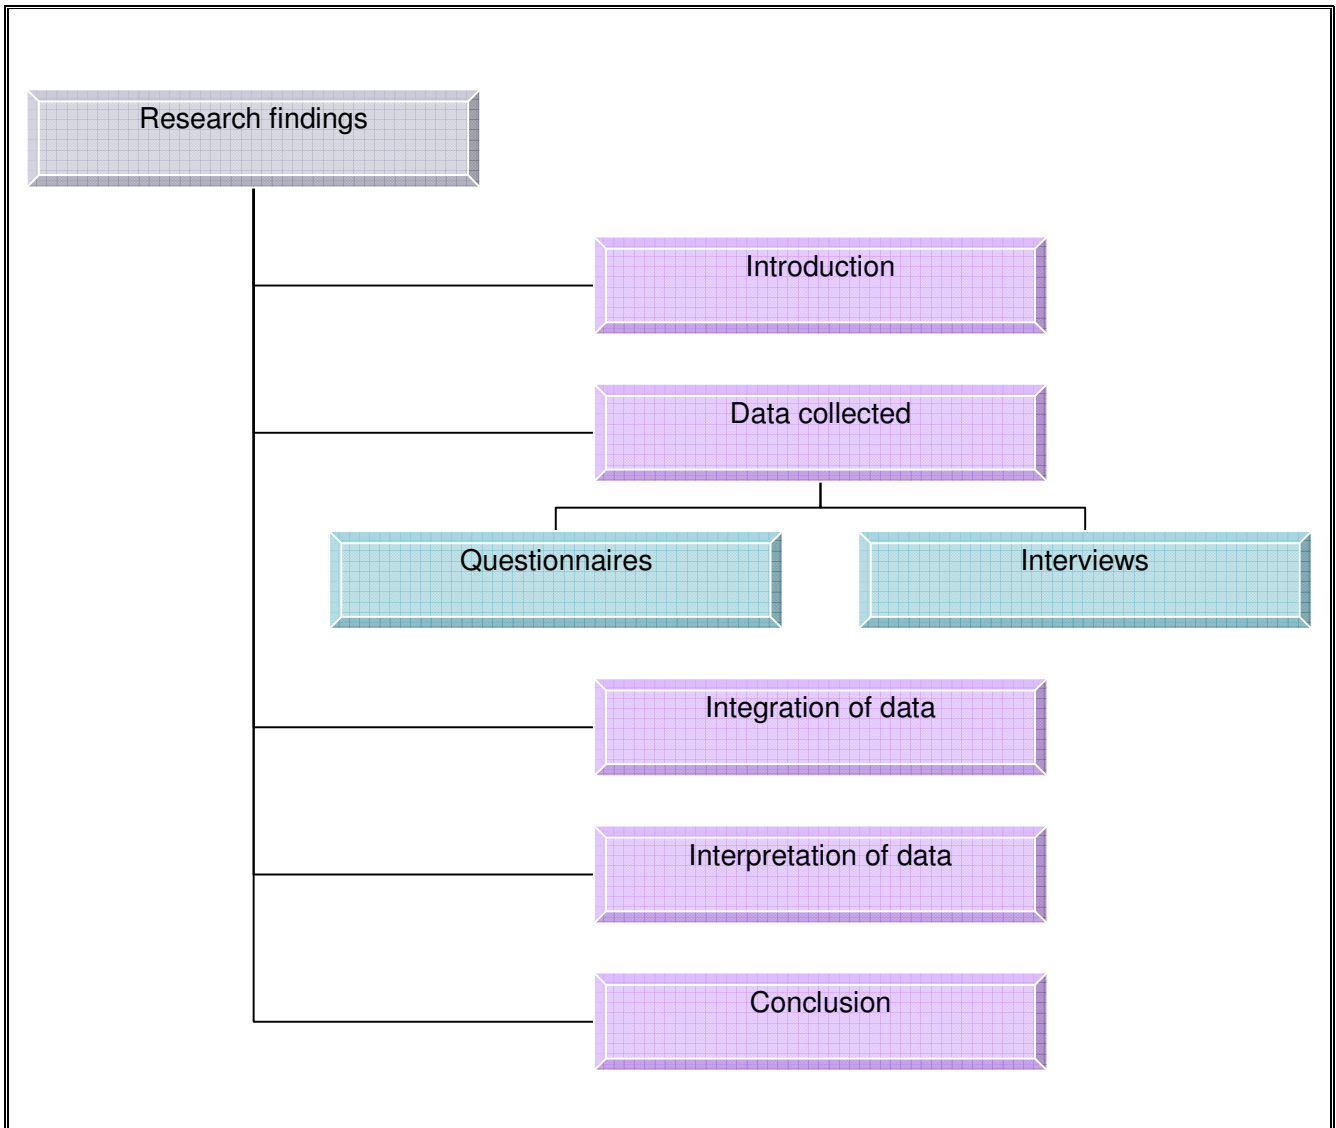 Research findings
Introduction
Data collected
Questionnaires
Interviews
Integration of data
Interpretation of data
Conclusion